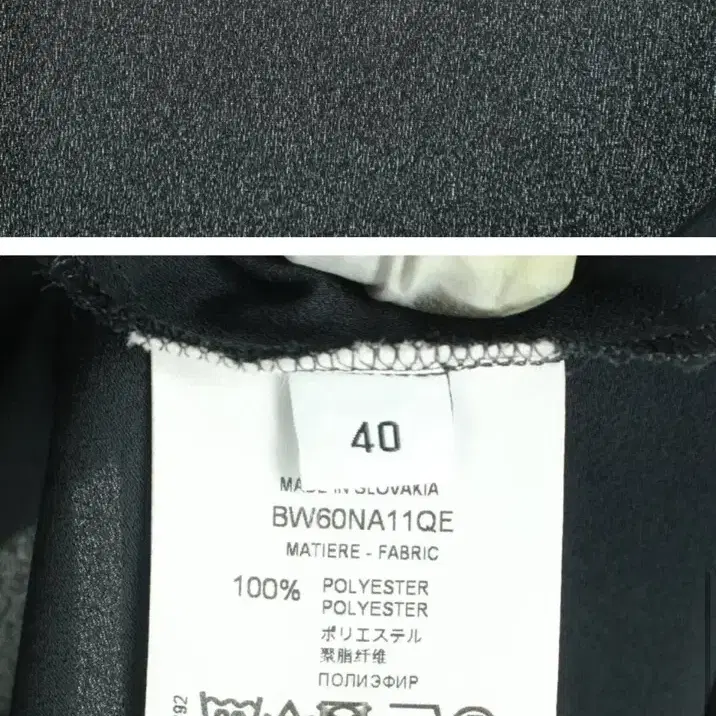 40
MADE IN SLOVAKIA
BW60NA11QE
MATIERE - FABRIC
100% POLYESTER
POLYESTER
ポリエステル
聚脂纤维
ПОЛИЭФИР
92